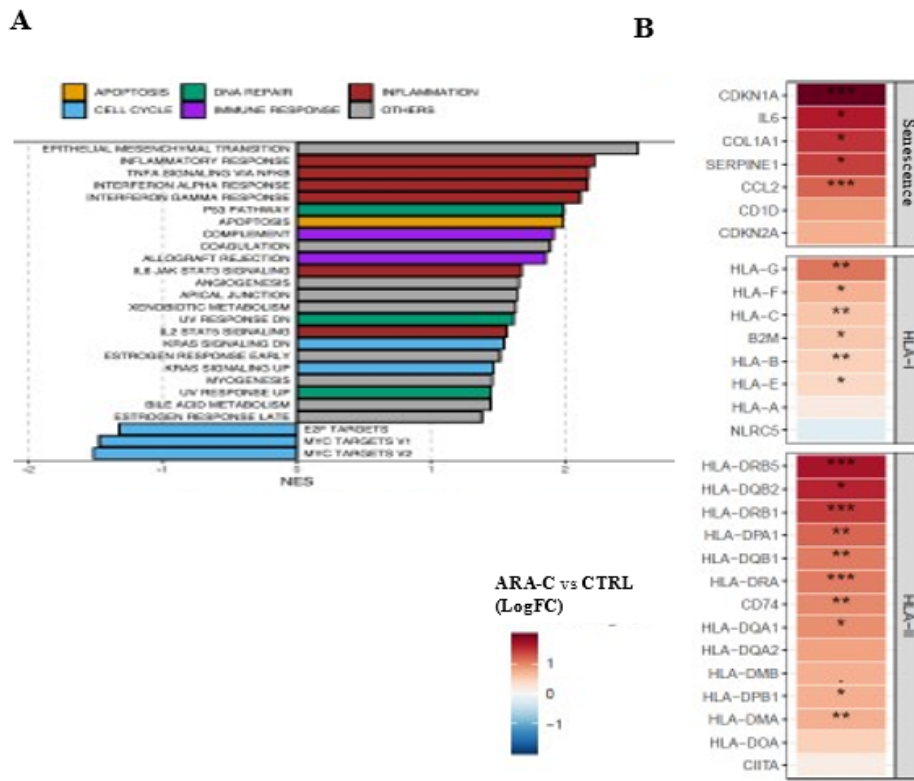 A
B
APOPTOSIS DNA REPAIR INFLAMMATION
CELL CYCLE IMMUNE RESPONSE OTHERS
EPITHELIAL MESENCHYMAL TRANSITION
INFLAMMATORY RESPONSE
TNFA SIGNALING VIA NFKB
INTERFERON ALPHA RESPONSE
INTERFERON GAMMA RESPONSE
P53 PATHWAY
APOPTOSIS
COMPLEMENT
COAGULATION
ALLOGRAFT REJECTION
IL6 JAK STAT3 SIGNALING
ANGIOGENESIS
APICAL JUNCTION
XENOBIOTIC METABOLISM
UV RESPONSE DN
IL2 STAT5 SIGNALING
KRAS SIGNALING DN
ESTROGEN RESPONSE EARLY
KRAS SIGNALING UP
MYOGENESIS
UV RESPONSE UP
BILE ACID METABOLISM
ESTROGEN RESPONSE LATE
E2F TARGETS
MYC TARGETS V1
MYC TARGETS V2
-2 -1 0 1 2
NES
CDKN1A ***
IL6 *
COL1A1 *
SERPINE1 *
CCL2 ***
CD1D
CDKN2A
Senescence
HLA-G **
HLA-F *
HLA-C **
B2M *
HLA-B **
HLA-E *
HLA-A
NLRC5
HLA-I
HLA-DRB5 ***
HLA-DQB2 *
HLA-DRB1 ***
HLA-DPA1 **
HLA-DQB1 **
HLA-DRA ***
CD74 **
HLA-DQA1 *
HLA-DQA2
HLA-DMB .
HLA-DPB1 *
HLA-DMA **
HLA-DOA
CIITA
HLA-II
ARA-C vs CTRL
(LogFC)
1
0
-1